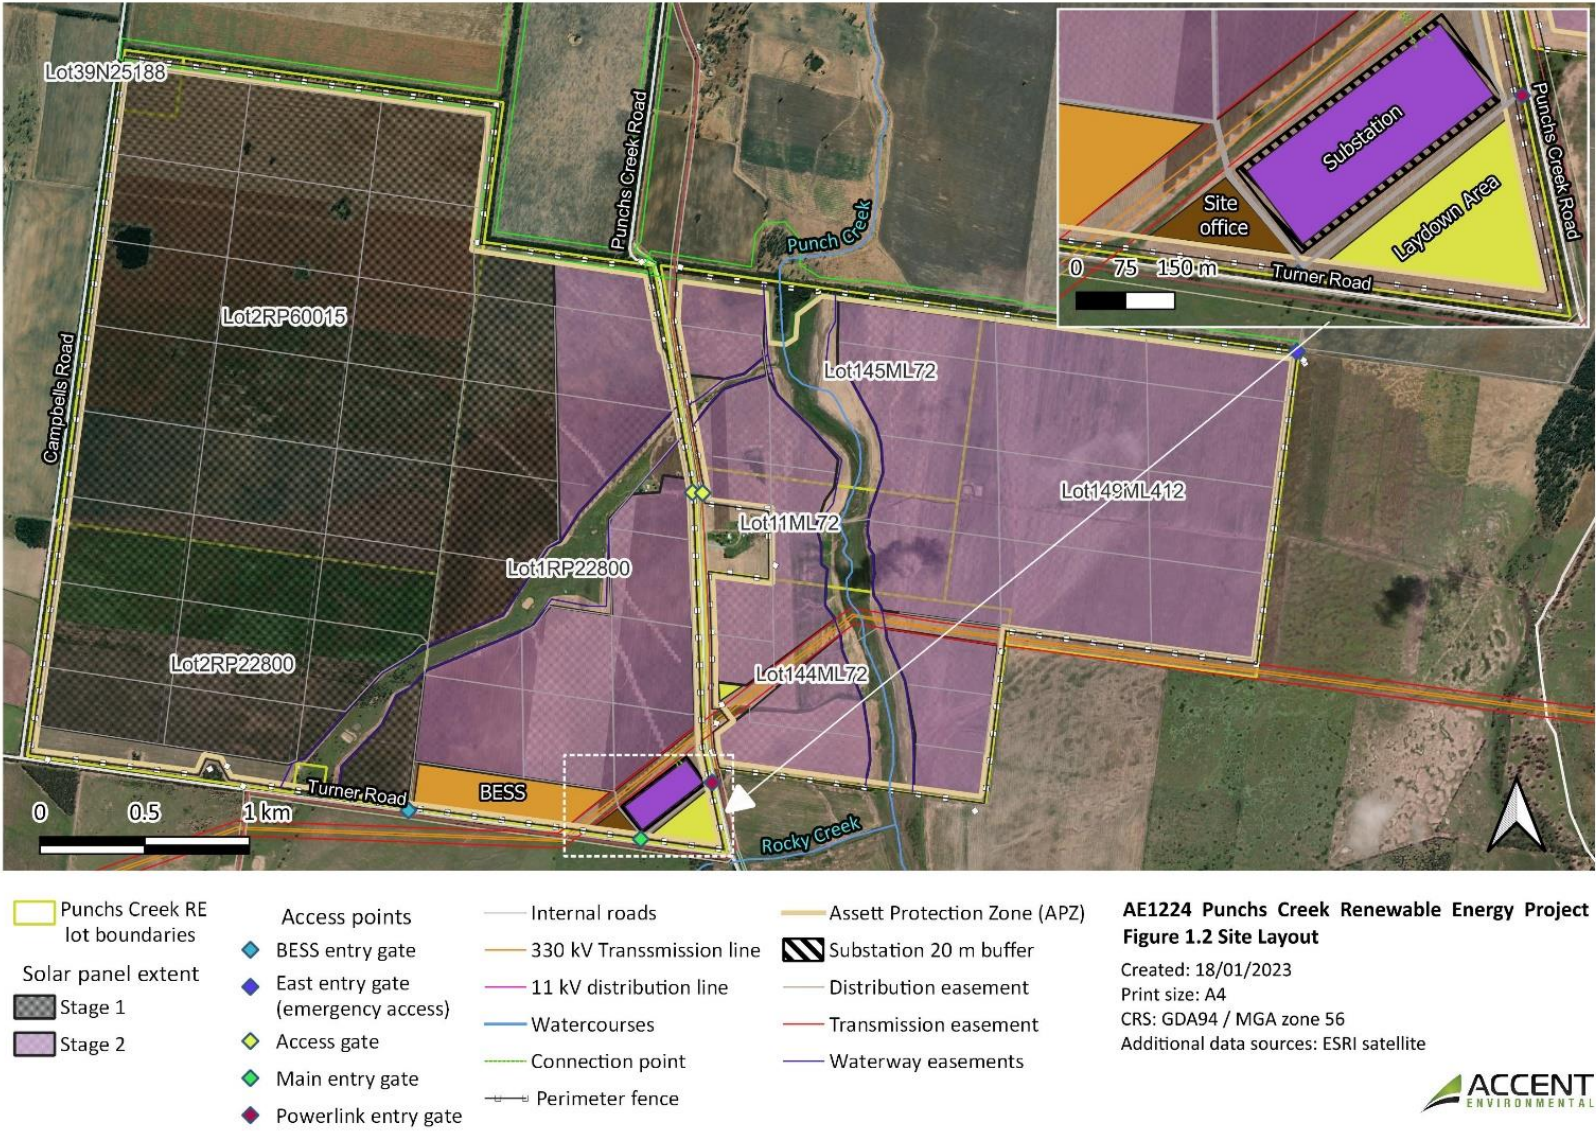 Lot39N25188
Punchs Creek Road
Punch Creek
Substation
Site
office
Laydown Area
Punchs Creek Road
0 75 150 m
Turner Road
Lot2RP60015
Lot145ML72
Campbells Road
Lot149ML412
Lot11ML72
Lot1RP22800
Lot2RP22800
Lot144ML72
Turner Road
BESS
0 0.5 1 km
Rocky Creek
Punchs Creek RE
lot boundaries
Solar panel extent
Stage 1
Stage 2
Access points
BESS entry gate
East entry gate
(emergency access)
Access gate
Main entry gate
Powerlink entry gate
Internal roads
330 kV Transsmission line
11 kV distribution line
Watercourses
Connection point
Perimeter fence
Assett Protection Zone (APZ)
Substation 20 m buffer
Distribution easement
Transmission easement
Waterway easements
AE1224 Punchs Creek Renewable Energy Project
Figure 1.2 Site Layout
Created: 18/01/2023
Print size: A4
CRS: GDA94 / MGA zone 56
Additional data sources: ESRI satellite
ACCENT
ENVIRONMENTAL